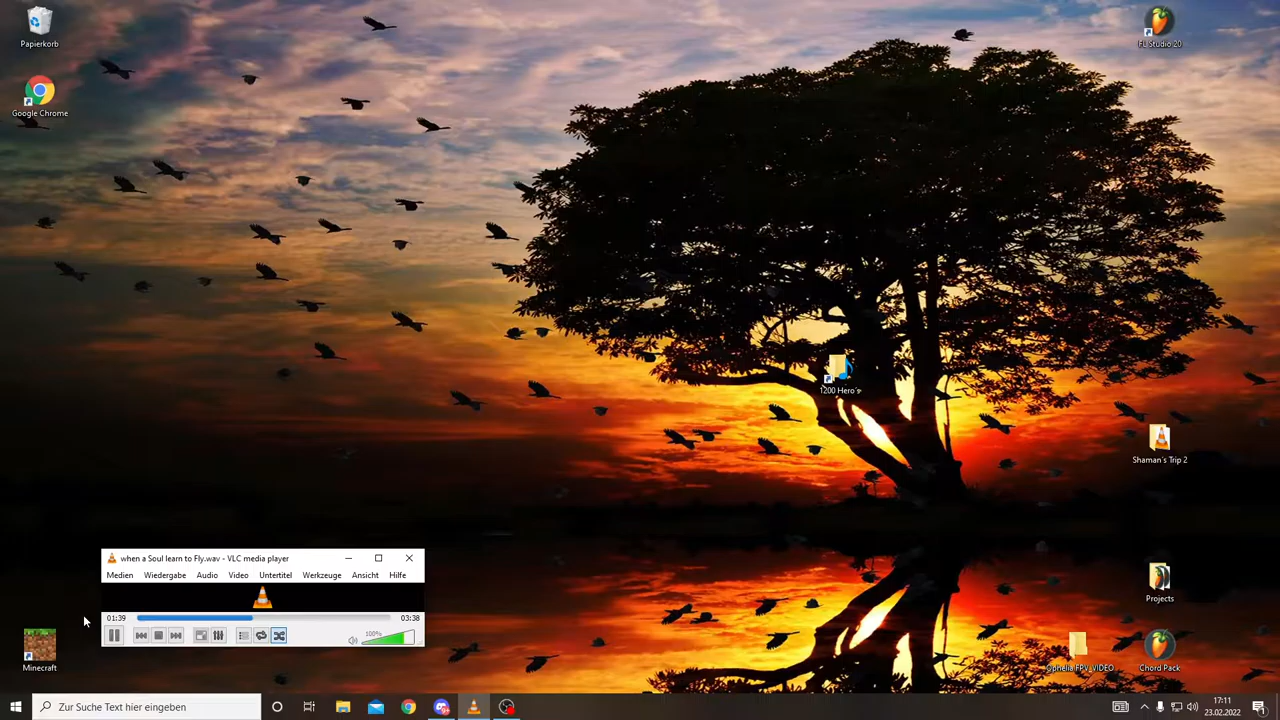 Papierkorb
FL Studio 20
Google Chrome
1200 Hero's
Shaman's Trip 2
when a Soul learn to Fly.wav - VLC media player
Medien Wiedergabe Audio Video Untertitel Werkzeuge Ansicht Hilfe
01:39 03:38
100%
Projects
Minecraft
Ophelia FPV_VIDEO
Chord Pack
Zur Suche Text hier eingeben
17:11
23.02.2022